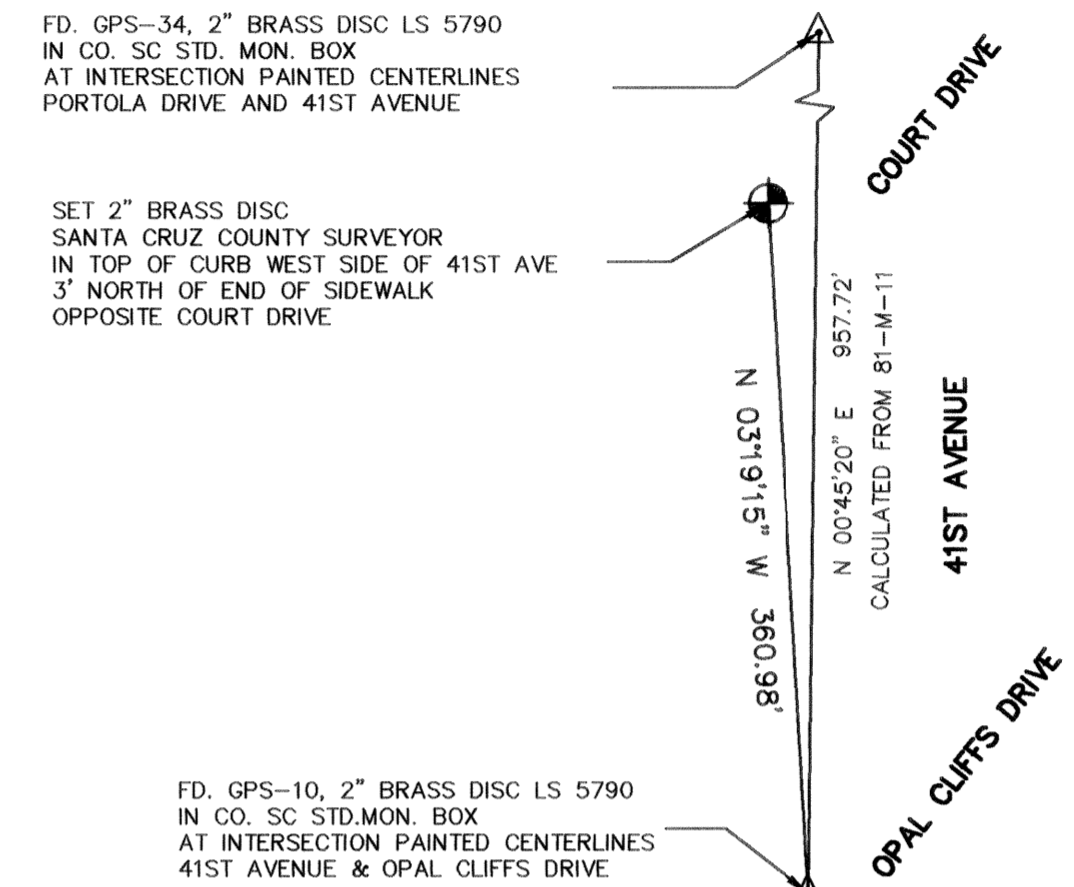 FD. GPS-34, 2" BRASS DISC LS 5790
IN CO. SC STD. MON. BOX
AT INTERSECTION PAINTED CENTERLINES
PORTOLA DRIVE AND 41ST AVENUE
COURT DRIVE
SET 2" BRASS DISC
SANTA CRUZ COUNTY SURVEYOR
IN TOP OF CURB WEST SIDE OF 41ST AVE
3' NORTH OF END OF SIDEWALK
OPPOSITE COURT DRIVE
N 03°19'15" W 360.98'
N 00°45'20" E 957.72'
CALCULATED FROM 81-M-11
41ST AVENUE
FD. GPS-10, 2" BRASS DISC LS 5790
IN CO. SC STD.MON. BOX
AT INTERSECTION PAINTED CENTERLINES
41ST AVENUE & OPAL CLIFFS DRIVE
OPAL CLIFFS DRIVE